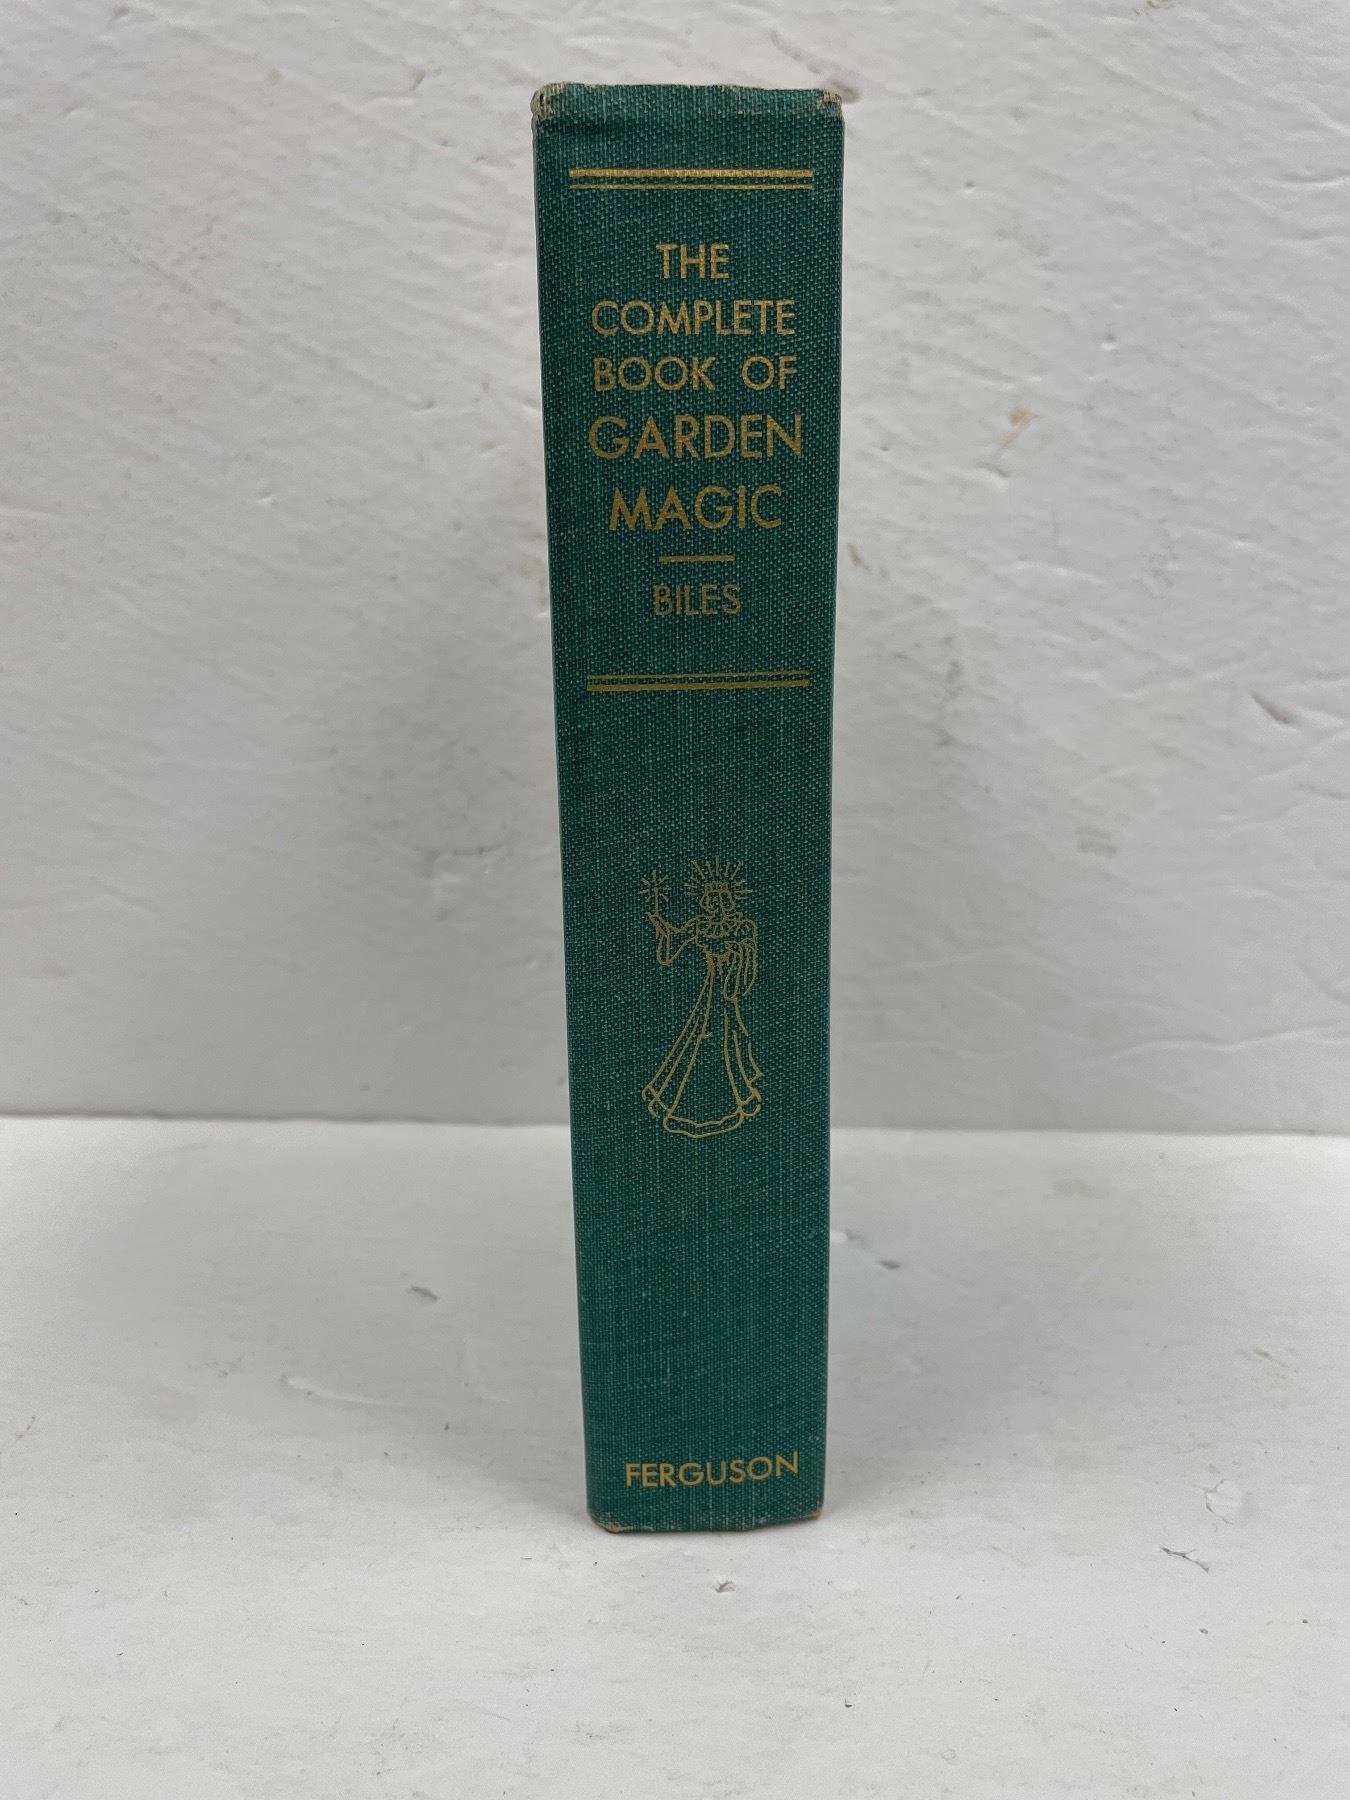 THE
COMPLETE
BOOK OF
GARDEN
MAGIC
BILES
FERGUSON